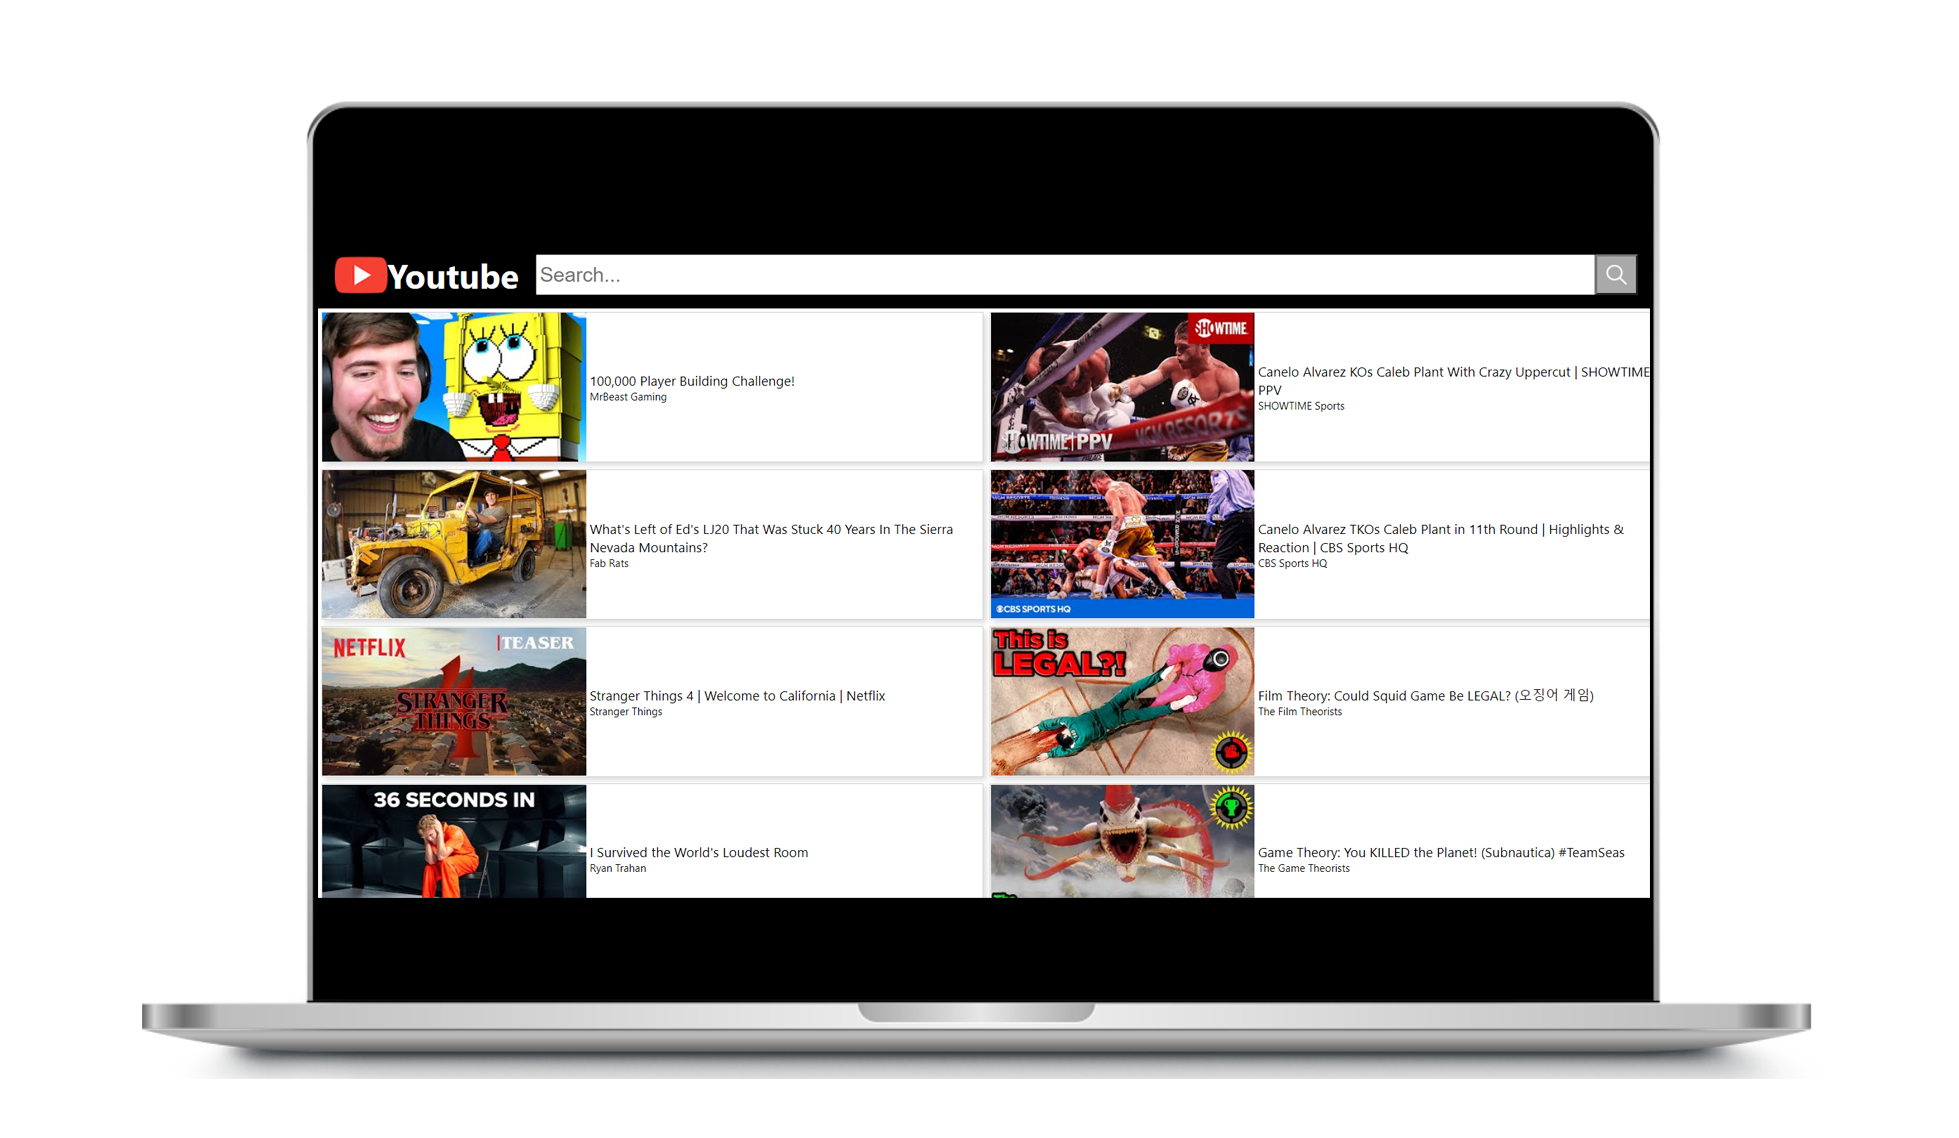 Youtube
Search...
100,000 Player Building Challenge!
MrBeast Gaming
SHOWTIME
SHOWTIME PPV
MGM RESORTS
Canelo Alvarez KOs Caleb Plant With Crazy Uppercut | SHOWTIME
PPV
SHOWTIME Sports
What's Left of Ed's LJ20 That Was Stuck 40 Years In The Sierra
Nevada Mountains?
Fab Rats
CBS SPORTS HQ
Canelo Alvarez TKOs Caleb Plant in 11th Round | Highlights &
Reaction | CBS Sports HQ
CBS Sports HQ
NETFLIX
TEASER
STRANGER
THINGS
4
Stranger Things 4 | Welcome to California | Netflix
Stranger Things
This is
LEGAL?!
Film Theory: Could Squid Game Be LEGAL? (오징어 게임)
The Film Theorists
36 SECONDS IN
I Survived the World's Loudest Room
Ryan Trahan
Game Theory: You KILLED the Planet! (Subnautica) #TeamSeas
The Game Theorists